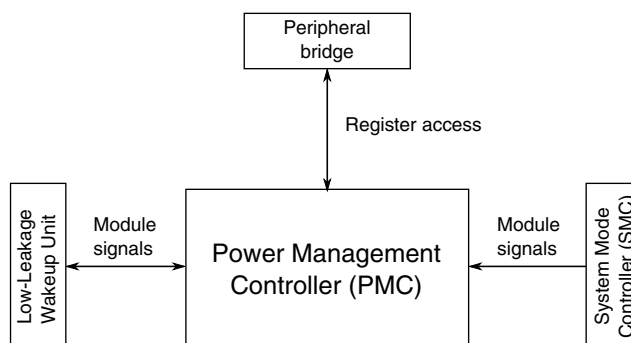 Peripheral
bridge
Register access
Low-Leakage
Wakeup Unit
Module
signals
Power Management
Controller (PMC)
Module
signals
System Mode
Controller (SMC)